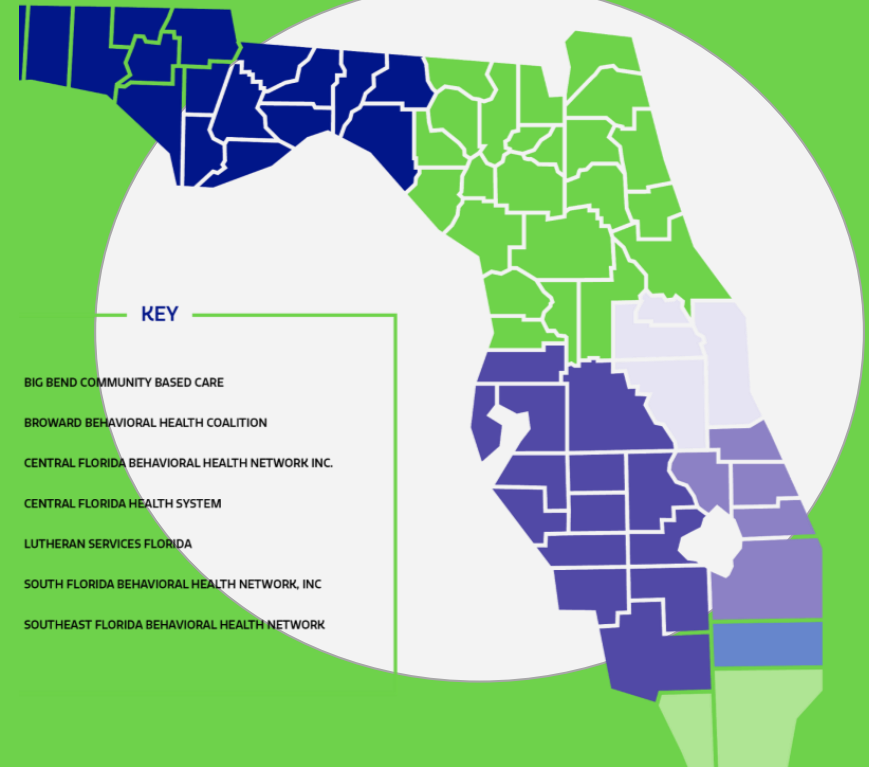 KEY
BIG BEND COMMUNITY BASED CARE
BROWARD BEHAVIORAL HEALTH COALITION
CENTRAL FLORIDA BEHAVIORAL HEALTH NETWORK INC.
CENTRAL FLORIDA HEALTH SYSTEM
LUTHERAN SERVICES FLORIDA
SOUTH FLORIDA BEHAVIORAL HEALTH NETWORK, INC
SOUTHEAST FLORIDA BEHAVIORAL HEALTH NETWORK